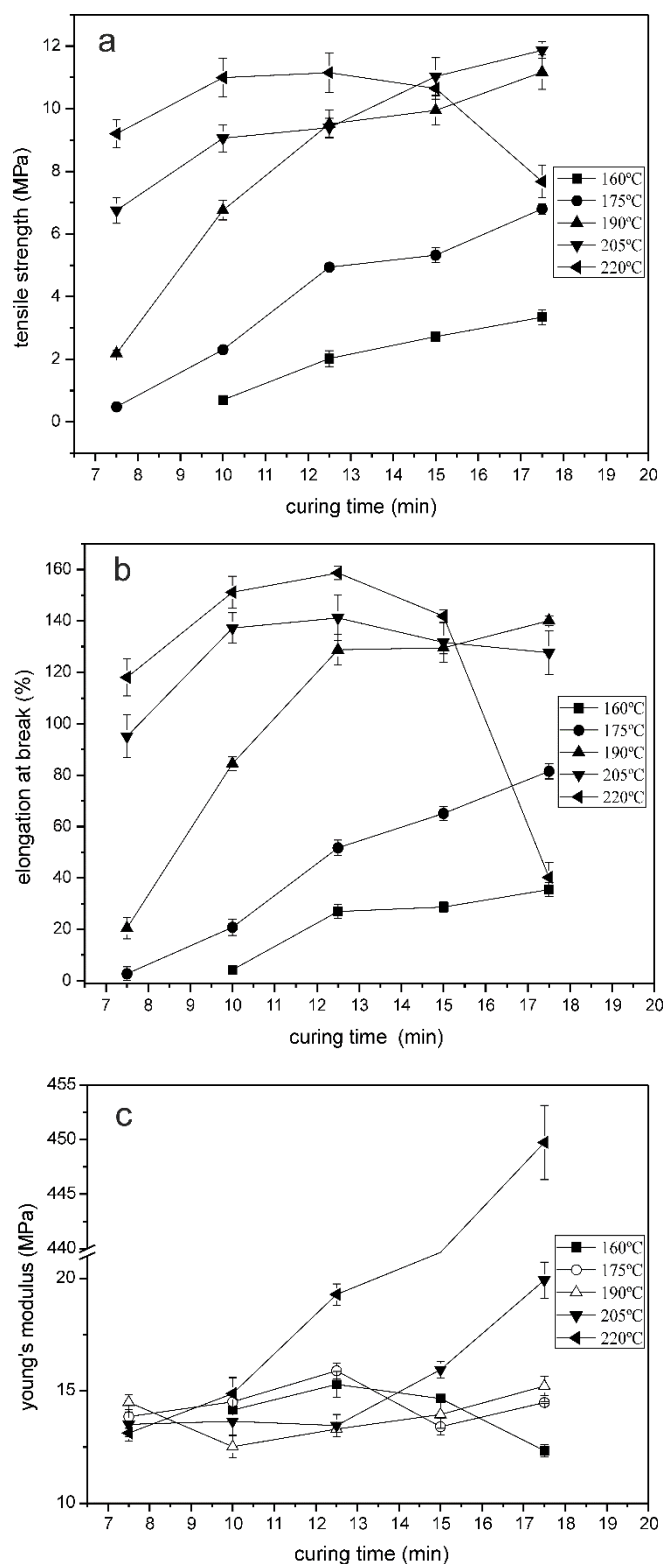 a
12
10
8
6
4
2
0
tensile strength (MPa)
160ºC
175ºC
190ºC
205ºC
220ºC
7 8 9 10 11 12 13 14 15 16 17 18 19 20
curing time (min)
b
160
140
120
100
80
60
40
20
0
elongation at break (%)
160ºC
175ºC
190ºC
205ºC
220ºC
7 8 9 10 11 12 13 14 15 16 17 18 19 20
curing time (min)
c
455
450
445
440
20
15
10
young's modulus (MPa)
160ºC
175ºC
190ºC
205ºC
220ºC
7 8 9 10 11 12 13 14 15 16 17 18 19 20
curing time (min)